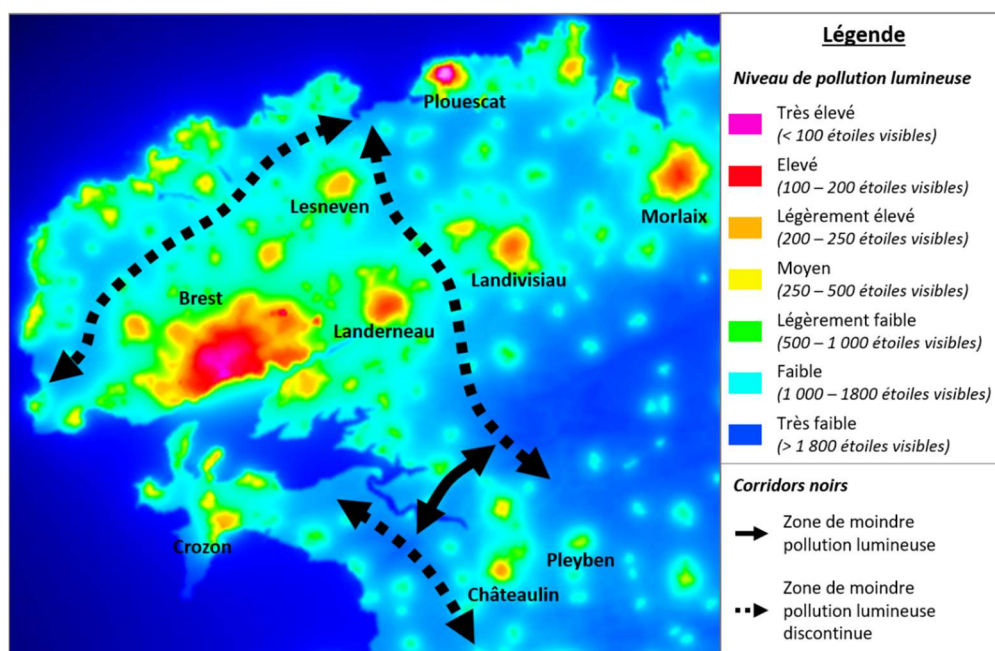 Plouescat
Lesneven
Morlaix
Landivisiau
Brest
Landerneau
Crozon
Pleyben
Châteaulin
Légende
Niveau de pollution lumineuse
Très élevé
(< 100 étoiles visibles)
Elevé
(100 – 200 étoiles visibles)
Légèrement élevé
(200 – 250 étoiles visibles)
Moyen
(250 – 500 étoiles visibles)
Légèrement faible
(500 – 1 000 étoiles visibles)
Faible
(1 000 – 1800 étoiles visibles)
Très faible
(> 1 800 étoiles visibles)
Corridors noirs
Zone de moindre
pollution lumineuse
Zone de moindre
pollution lumineuse
discontinue